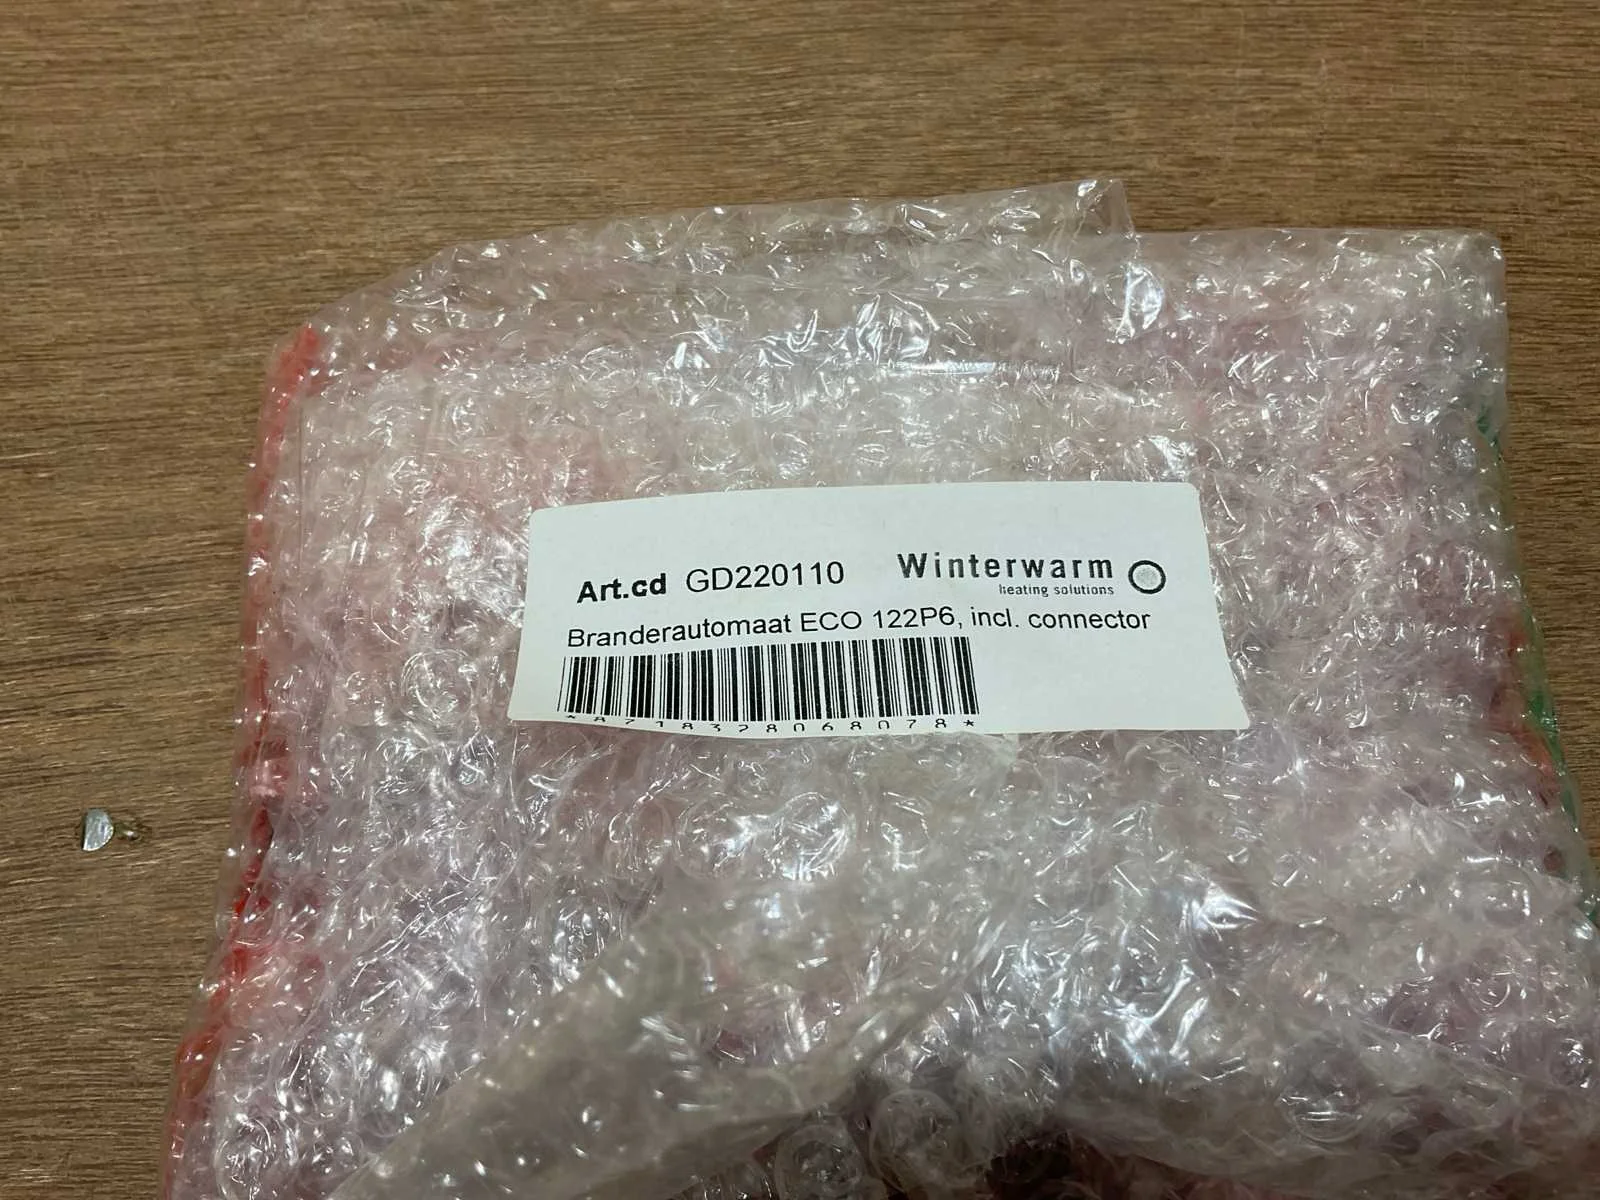 Art.cd GD220110 Winterwarm
heating solutions
Branderautomaat ECO 122P6, incl. connector
*8718328068078*